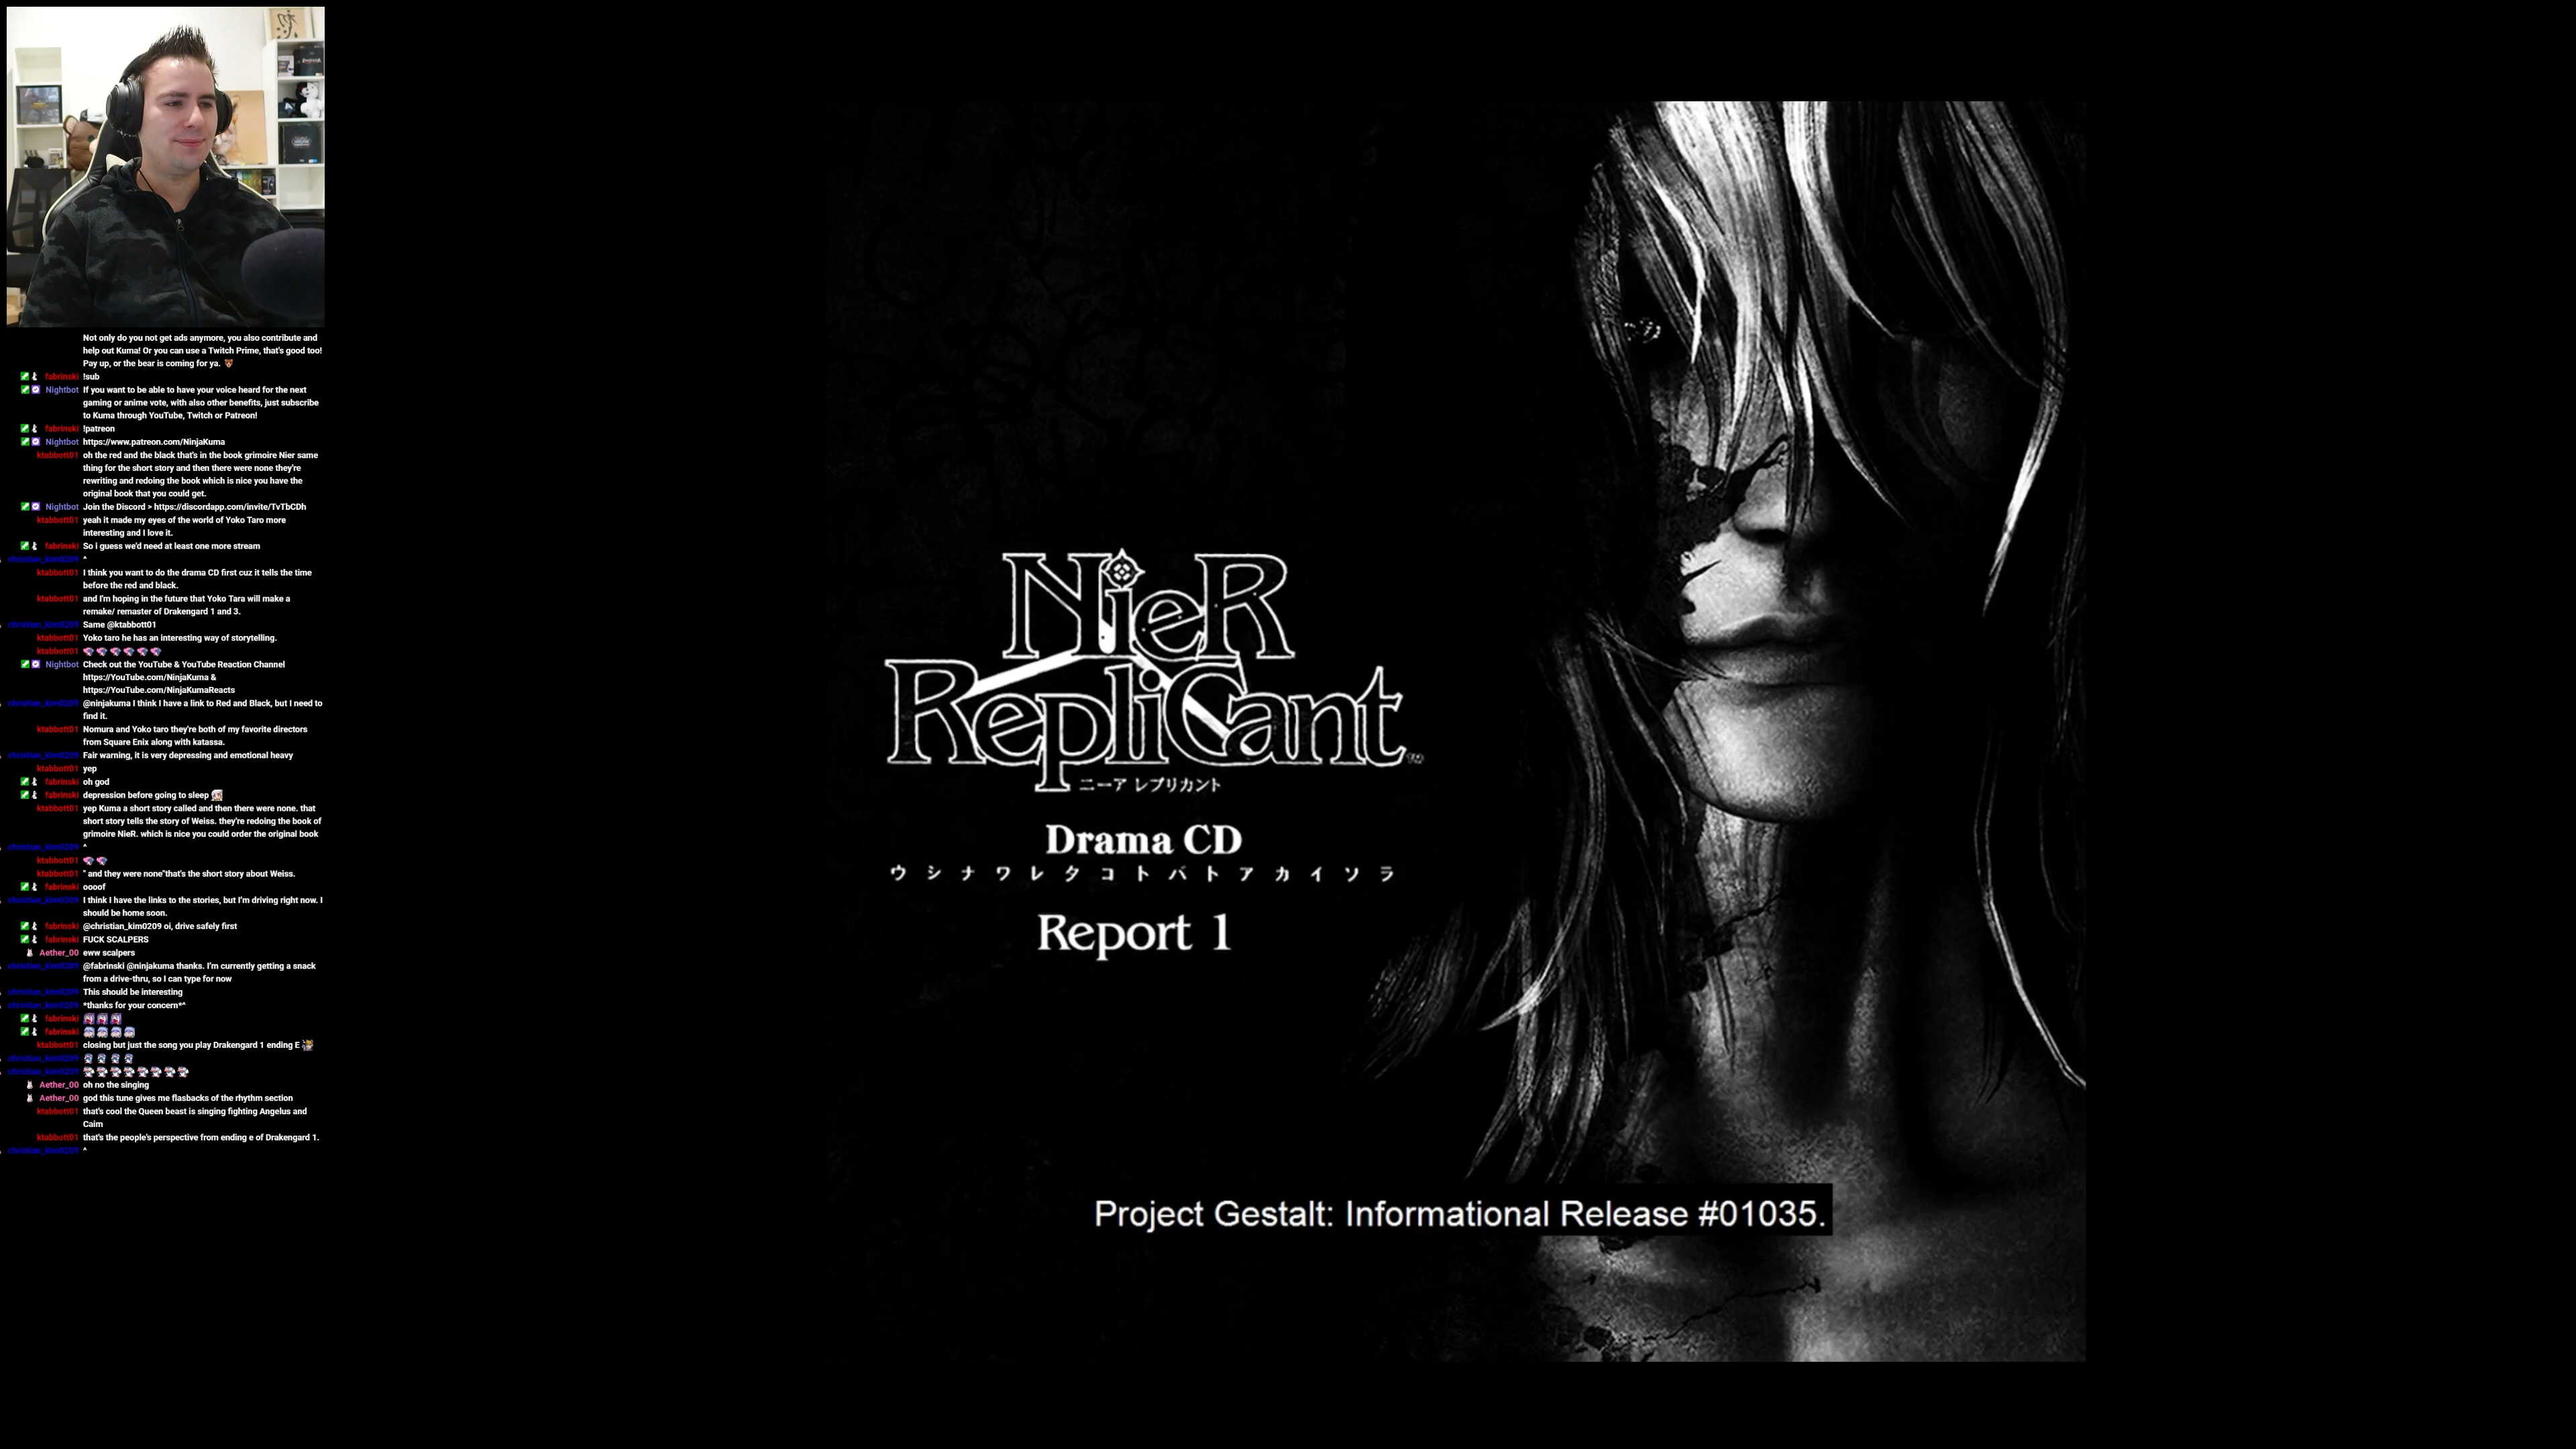 Not only do you not get ads anymore, you also contribute and
help out Kuma! Or you can use a Twitch Prime, that's good too!
Pay up, or the bear is coming for ya.
fabrinski !sub
Nightbot If you want to be able to have your voice heard for the next
gaming or anime vote, with also other benefits, just subscribe
to Kuma through YouTube, Twitch or Patreon!
fabrinski !patreon
Nightbot https://www.patreon.com/NinjaKuma
ktabbott01 oh the red and the black that's in the book grimoire Nier same
thing for the short story and then there were none they're
rewriting and redoing the book which is nice you have the
original book that you could get.
Nightbot Join the Discord > https://discordapp.com/invite/TvTbCDh
ktabbott01 yeah it made my eyes of the world of Yoko Taro more
interesting and I love it.
fabrinski So i guess we'd need at least one more stream
christian_kim0209 ^
ktabbott01 I think you want to do the drama CD first cuz it tells the time
before the red and black.
ktabbott01 and I'm hoping in the future that Yoko Tara will make a
remake/ remaster of Drakengard 1 and 3.
christian_kim0209 Same @ktabbott01
ktabbott01 Yoko taro he has an interesting way of storytelling.
ktabbott01
Nightbot Check out the YouTube & YouTube Reaction Channel
https://YouTube.com/NinjaKuma &
https://YouTube.com/NinjaKumaReacts
christian_kim0209 @ninjakuma I think I have a link to Red and Black, but I need to
find it.
ktabbott01 Nomura and Yoko taro they're both of my favorite directors
from Square Enix along with katassa.
christian_kim0209 Fair warning, it is very depressing and emotional heavy
ktabbott01 yep
fabrinski oh god
fabrinski depression before going to sleep
ktabbott01 yep Kuma a short story called and then there were none. that
short story tells the story of Weiss. they're redoing the book of
grimoire NieR. which is nice you could order the original book
christian_kim0209 ^
ktabbott01
ktabbott01 " and they were none"that's the short story about Weiss.
fabrinski oooof
christian_kim0209 I think I have the links to the stories, but I'm driving right now. I
should be home soon.
fabrinski @christian_kim0209 oi, drive safely first
fabrinski FUCK SCALPERS
Aether_00 eww scalpers
christian_kim0209 @fabrinski @ninjakuma thanks. I'm currently getting a snack
from a drive-thru, so I can type for now
christian_kim0209 This should be interesting
christian_kim0209 *thanks for your concern**
fabrinski
fabrinski
ktabbott01 closing but just the song you play Drakengard 1 ending E
christian_kim0209
christian_kim0209
Aether_00 oh no the singing
Aether_00 god this tune gives me flasbacks of the rhythm section
ktabbott01 that's cool the Queen beast is singing fighting Angelus and
Caim
ktabbott01 that's the people's perspective from ending e of Drakengard 1.
christian_kim0209 ^
NieR
RepliCant™
ニーア レプリカント
Drama CD
ウシナワレタコトバトアカイソラ
Report 1
Project Gestalt: Informational Release #01035.